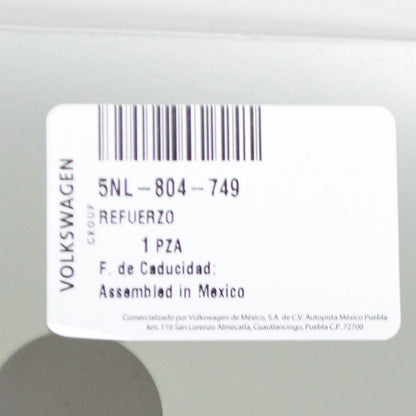 VOLKSWAGEN
GROUP
5NL-804-749
REFUERZO
1 PZA
F. de Caducidad:
Assembled in Mexico
Comercializado por Volkswagen de México, S.A. de C.V. Autopista México Puebla
km. 116 San Lorenzo Almecatla, Cuautlancingo, Puebla C.P. 72700